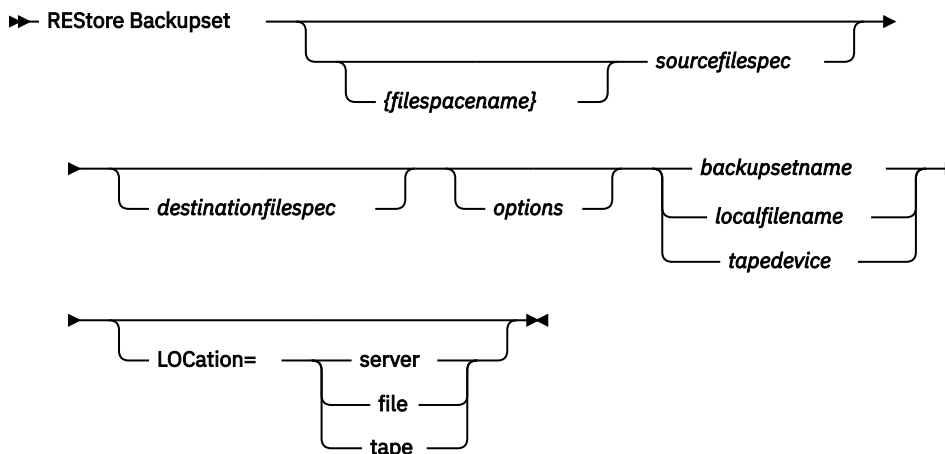 REStore Backupset
sourcefilespec
{filespacename}
backupsetname
destinationfilespec options localfilename
tapedevice
LOCation= server
file
tape